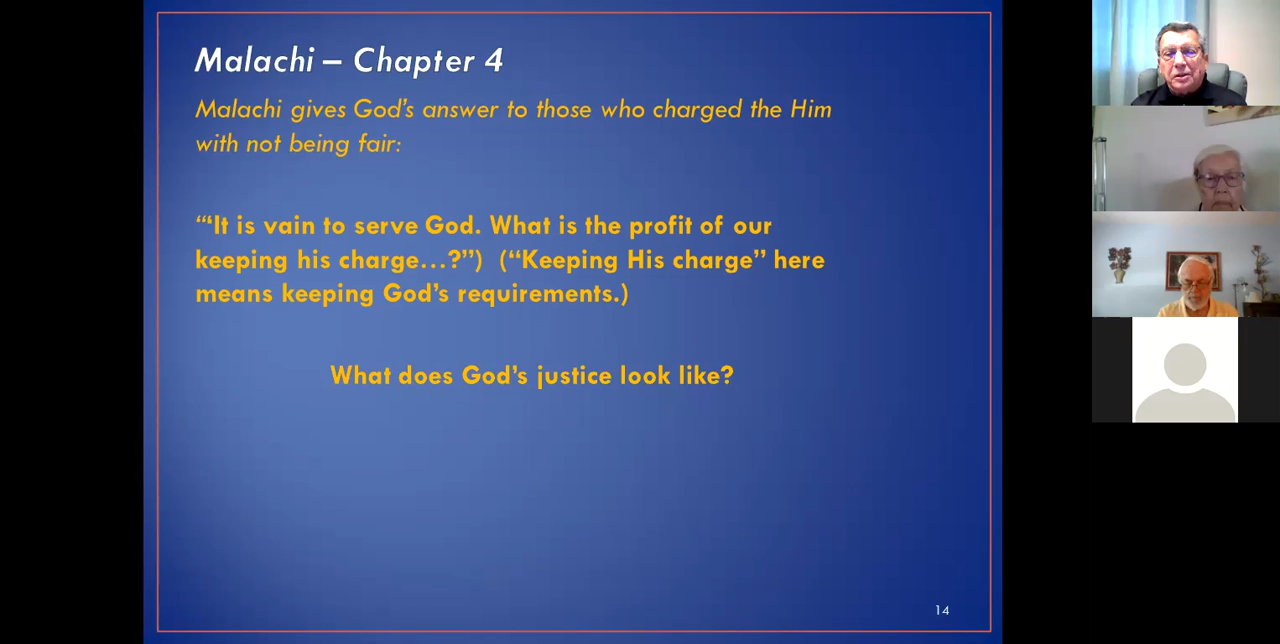 Malachi – Chapter 4
Malachi gives God’s answer to those who charged the Him
with not being fair:
“‘It is vain to serve God. What is the profit of our
keeping his charge…?”) (“Keeping His charge” here
means keeping God’s requirements.)
What does God’s justice look like?
14